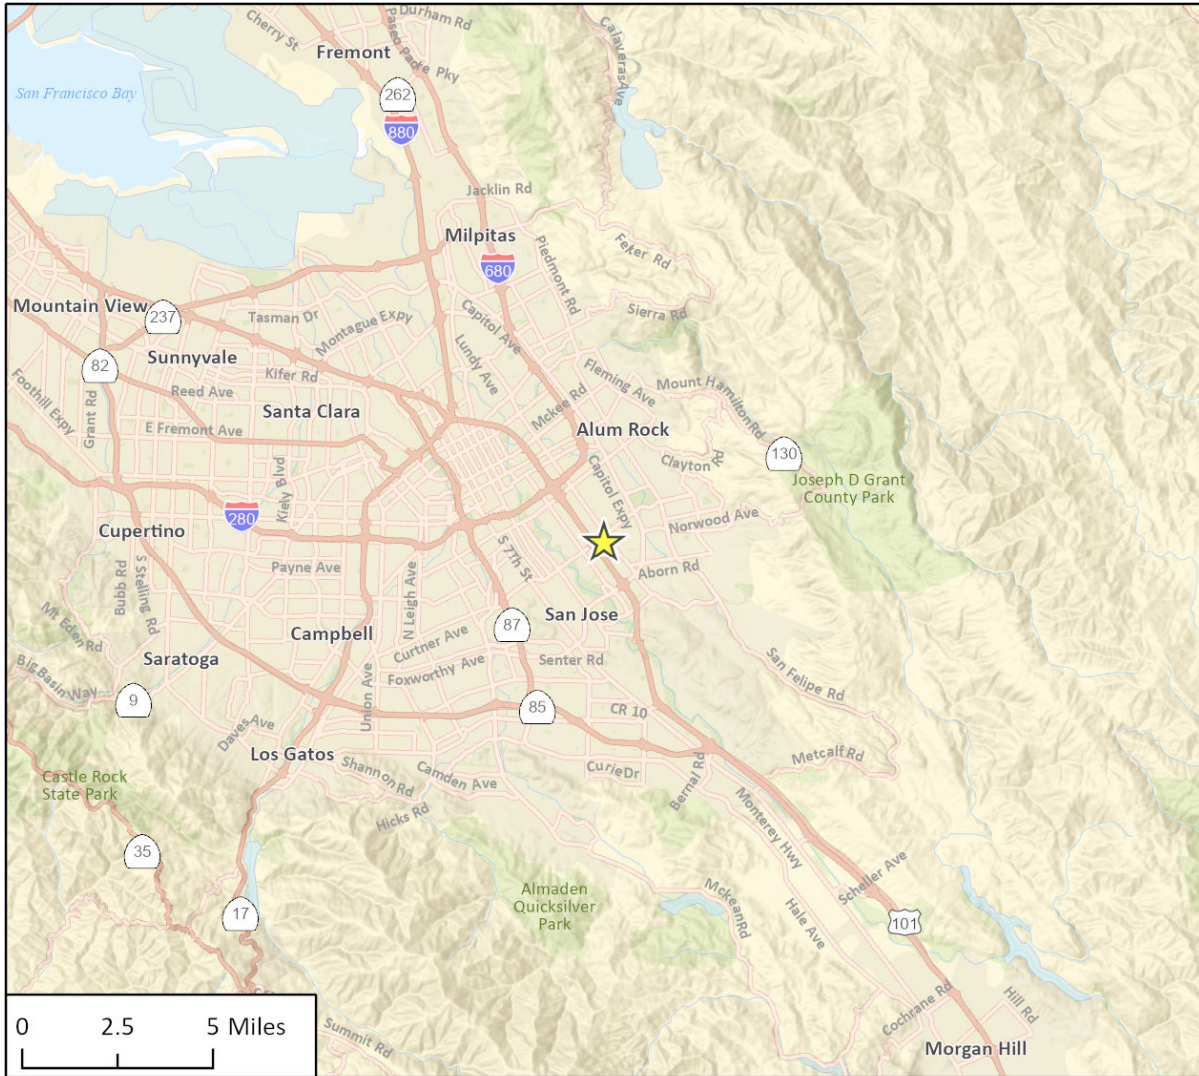 Cherry St
Durham Rd
Paseo Padre Pky
Fremont
Calaveras Ave
San Francisco Bay
262
880
Jacklin Rd
Milpitas
Piedmont Rd
Felter Rd
680
Mountain View
237
Tasman Dr
Montague Expy
Capitol Ave
Sierra Rd
Sunnyvale
Lundy Ave
82
Kifer Rd
Fleming Ave
Mount Hamilton Rd
Foothill Expy
Grant Rd
Reed Ave
Santa Clara
Mckee Rd
E Fremont Ave
Alum Rock
130
Kiely Blvd
Capitol Expy
Clayton Rd
Joseph D Grant
County Park
280
Cupertino
Norwood Ave
S 7Th St
Payne Ave
Aborn Rd
Bubb Rd
S Stelling Rd
N Leigh Ave
Mt Eden Rd
San Jose
87
Campbell
Curtner Ave
Saratoga
Senter Rd
Foxworthy Ave
San Felipe Rd
Big Basin Way
9
Union Ave
85
CR 10
Daves Ave
Los Gatos
Metcalf Rd
Shannon Rd
Camden Ave
Curie Dr
Bernal Rd
Castle Rock
State Park
Hicks Rd
Monterey Hwy
35
Scheller Ave
Almaden
Quicksilver
Park
Mckean Rd
Hale Ave
17
101
Cochrane Rd
Hill Rd
0 2.5 5 Miles
Summit Rd
Morgan Hill